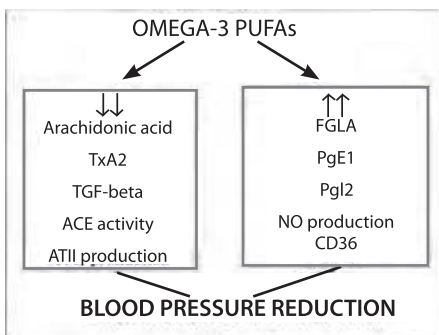 OMEGA-3 PUFAs
↓↓
Arachidonic acid
TxA2
TGF-beta
ACE activity
ATII production
↑↑
FGLA
PgE1
PgI2
NO production
CD36
BLOOD PRESSURE REDUCTION